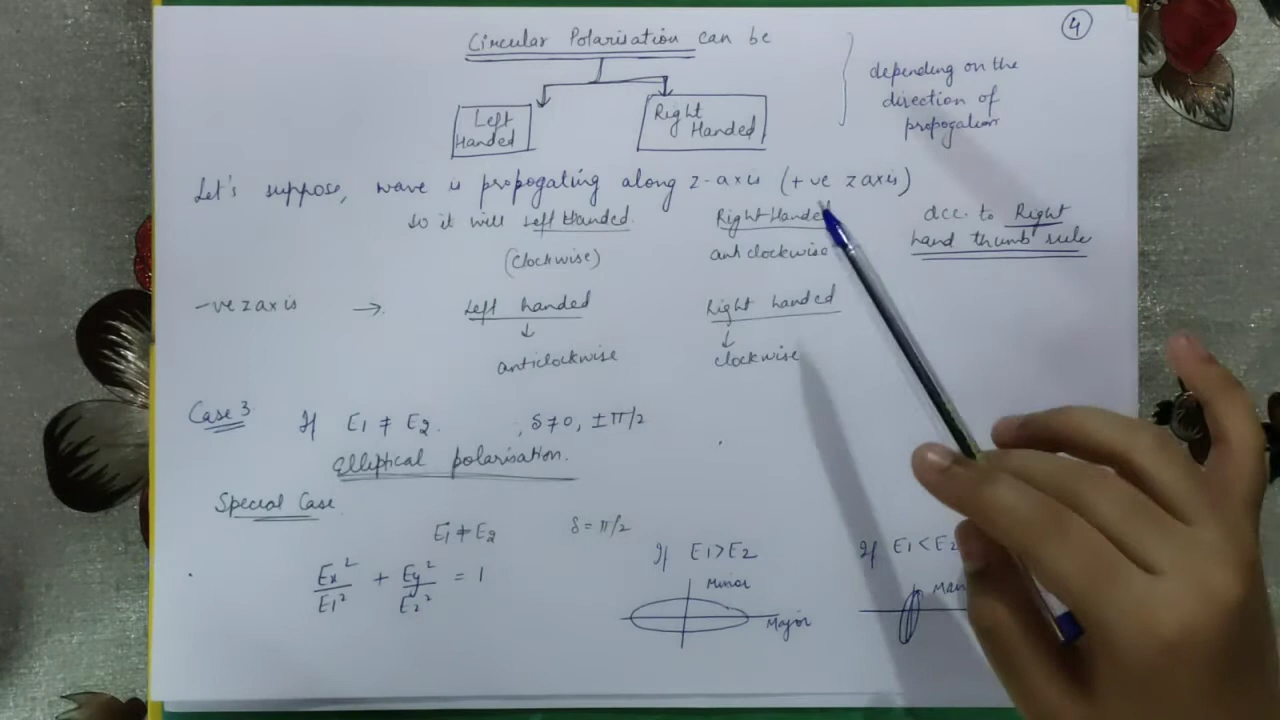 4
Circular Polarisation can be
Left Handed
Right Handed
depending on the
direction of
propogation
Let's suppose, wave is propogating along z-axis (+ve z axis)
so it will Left Handed. Right Handed
(Clockwise) anticlockwise
acc. to Right
hand thumb rule
-ve z axis → Left handed Right handed
↓ ↓
anticlockwise clockwise
Case 3 If E1 ≠ E2. , δ ≠ 0, ± π/2
elliptical polarisation.
Special Case
E1 ≠ E2 δ = π/2
Ex²/E1² + Ey²/E2² = 1
If E1 > E2
Minor
Major
If E1 < E2